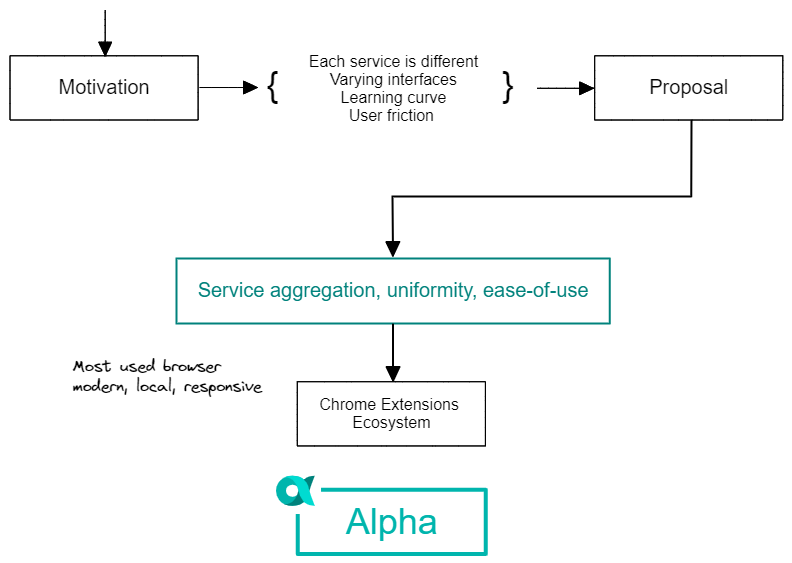 Motivation
{
Each service is different
Varying interfaces
Learning curve
User friction
}
Proposal
Service aggregation, uniformity, ease-of-use
Most used browser
modern, local, responsive
Chrome Extensions
Ecosystem
Alpha